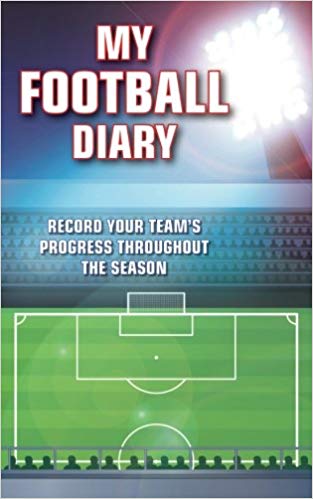 MY
FOOTBALL
DIARY
RECORD YOUR TEAM'S
PROGRESS THROUGHOUT
THE SEASON